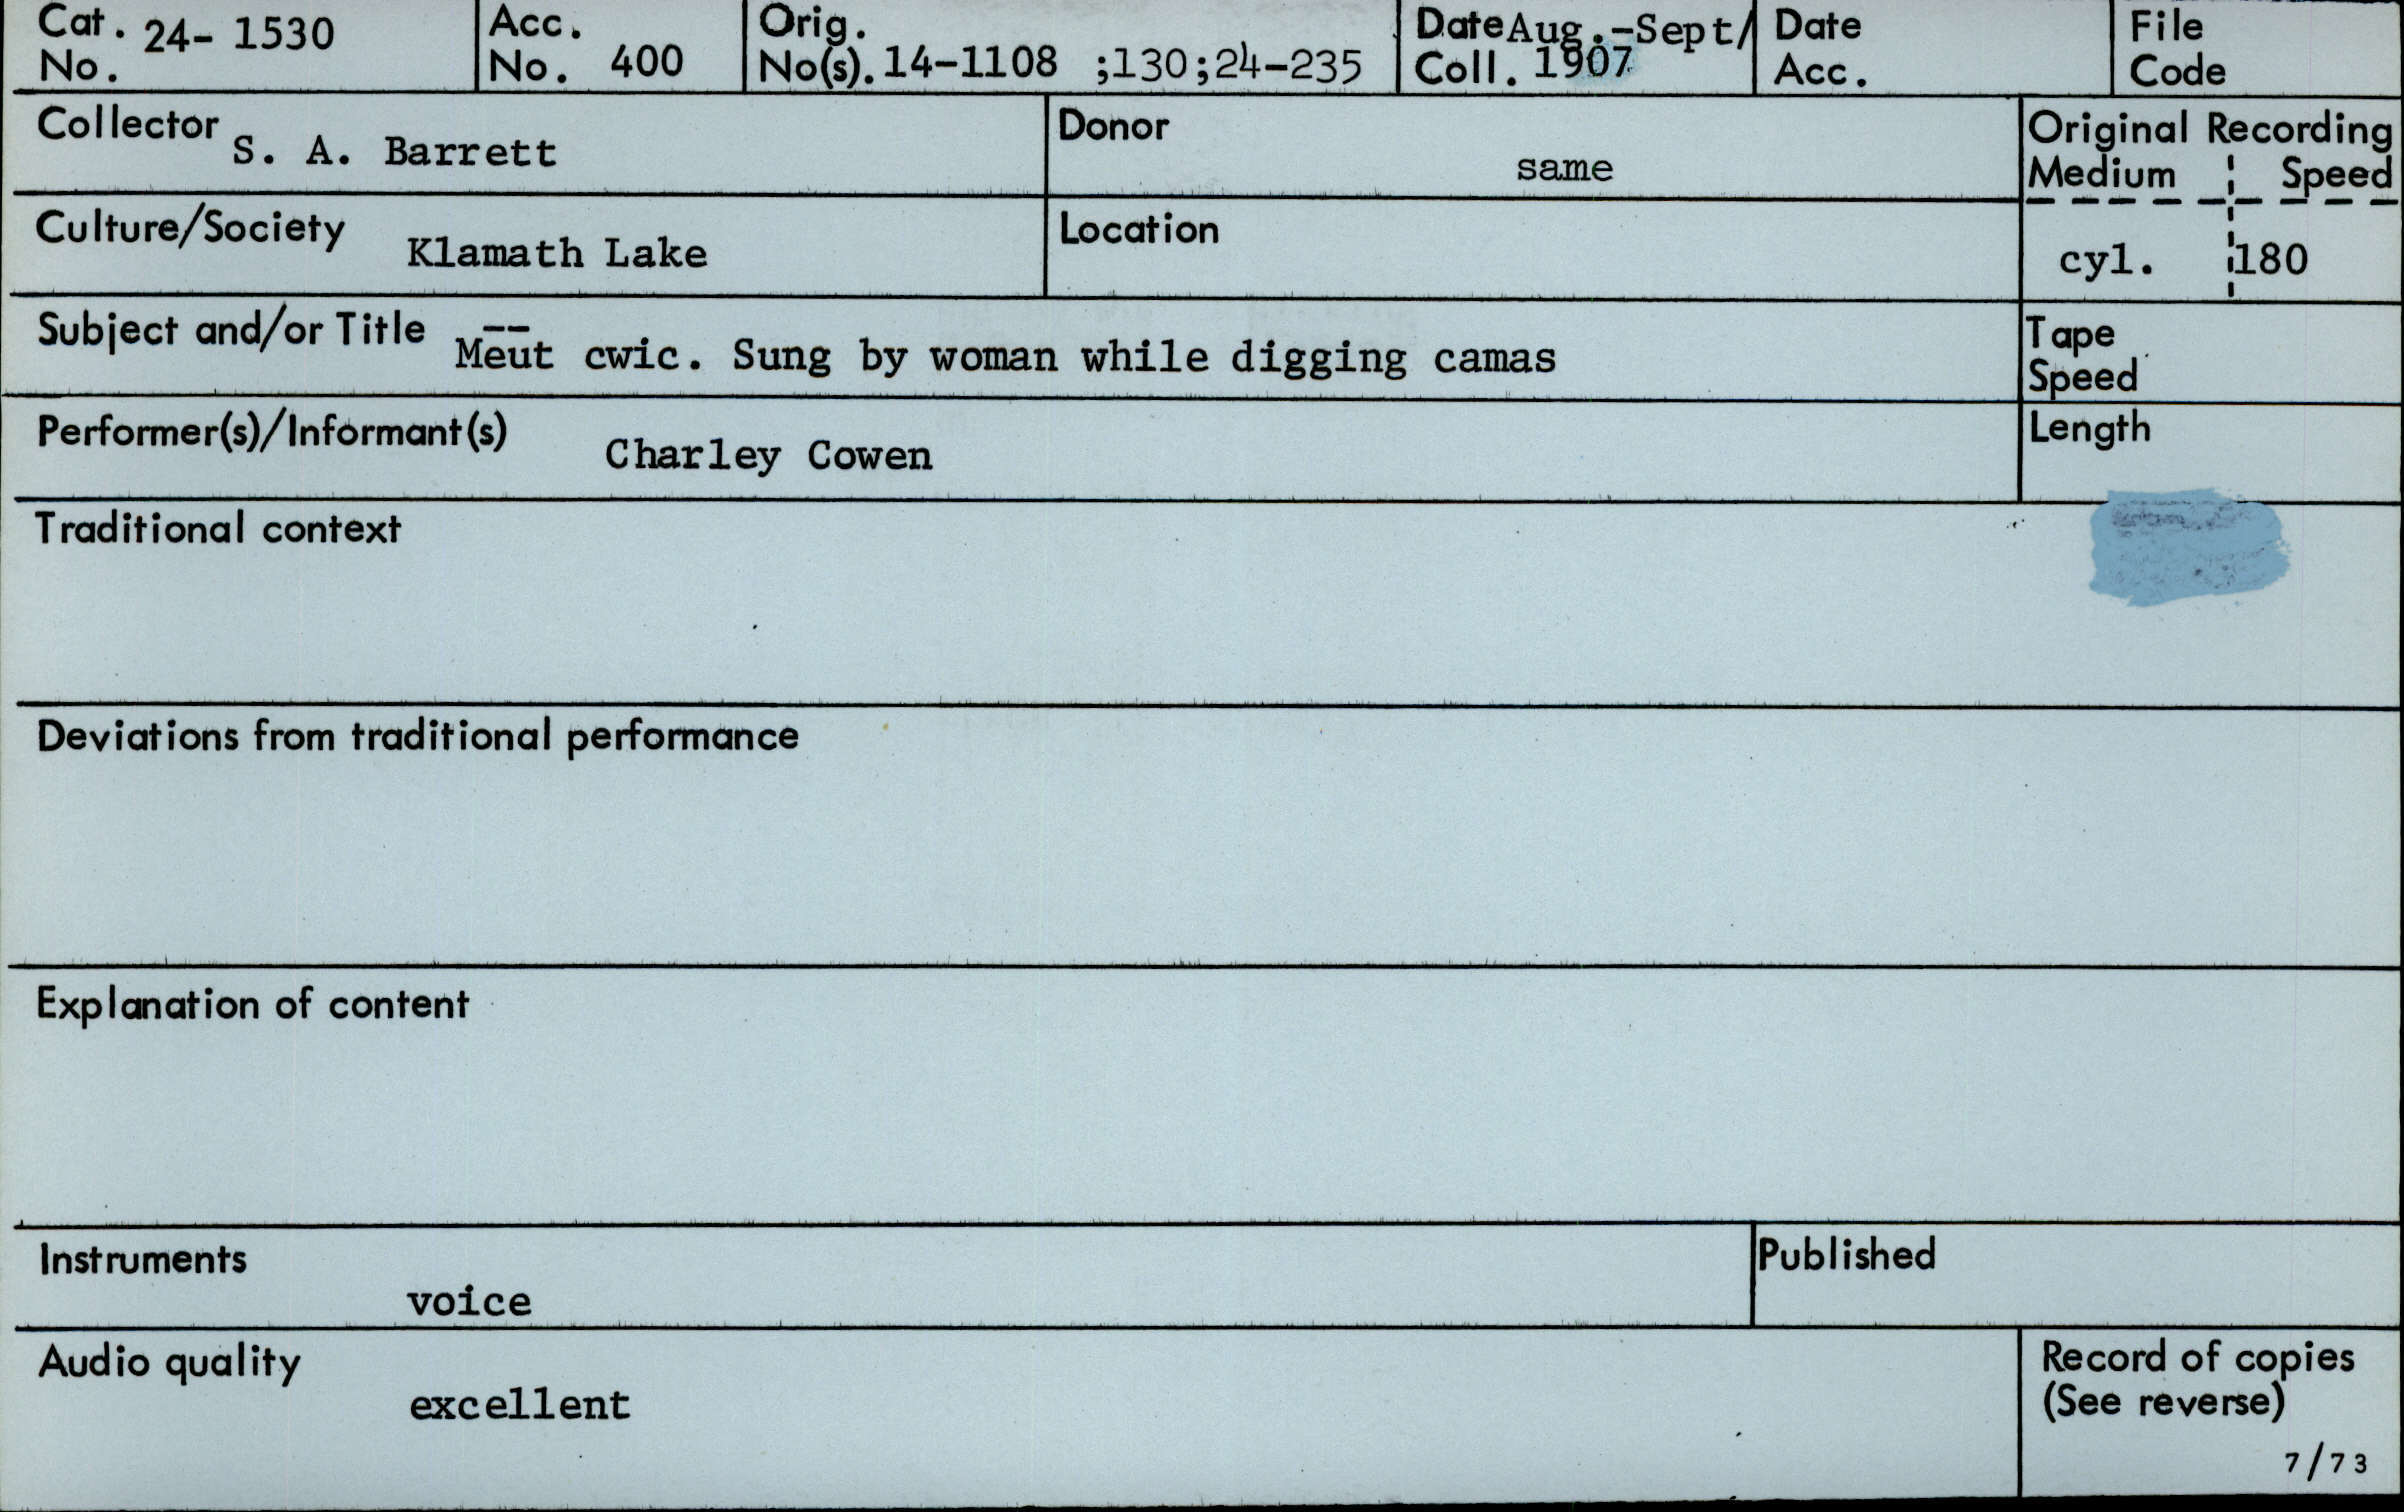 Cat. No. 24- 1530
Acc. No. 400
Orig. No(s). 14-1108 ;130;24-235
Date Coll. Aug.-Sept/ 1907
Date Acc.
File Code
Collector S. A. Barrett
Donor same
Original Recording
Medium Speed
cyl. 180
Culture/Society Klamath Lake
Location
Subject and/or Title Mēūt cwic. Sung by woman while digging camas
Tape Speed
Performer(s)/Informant(s) Charley Cowen
Length
Traditional context
Deviations from traditional performance
Explanation of content
Instruments voice
Published
Audio quality excellent
Record of copies
(See reverse)
7/73